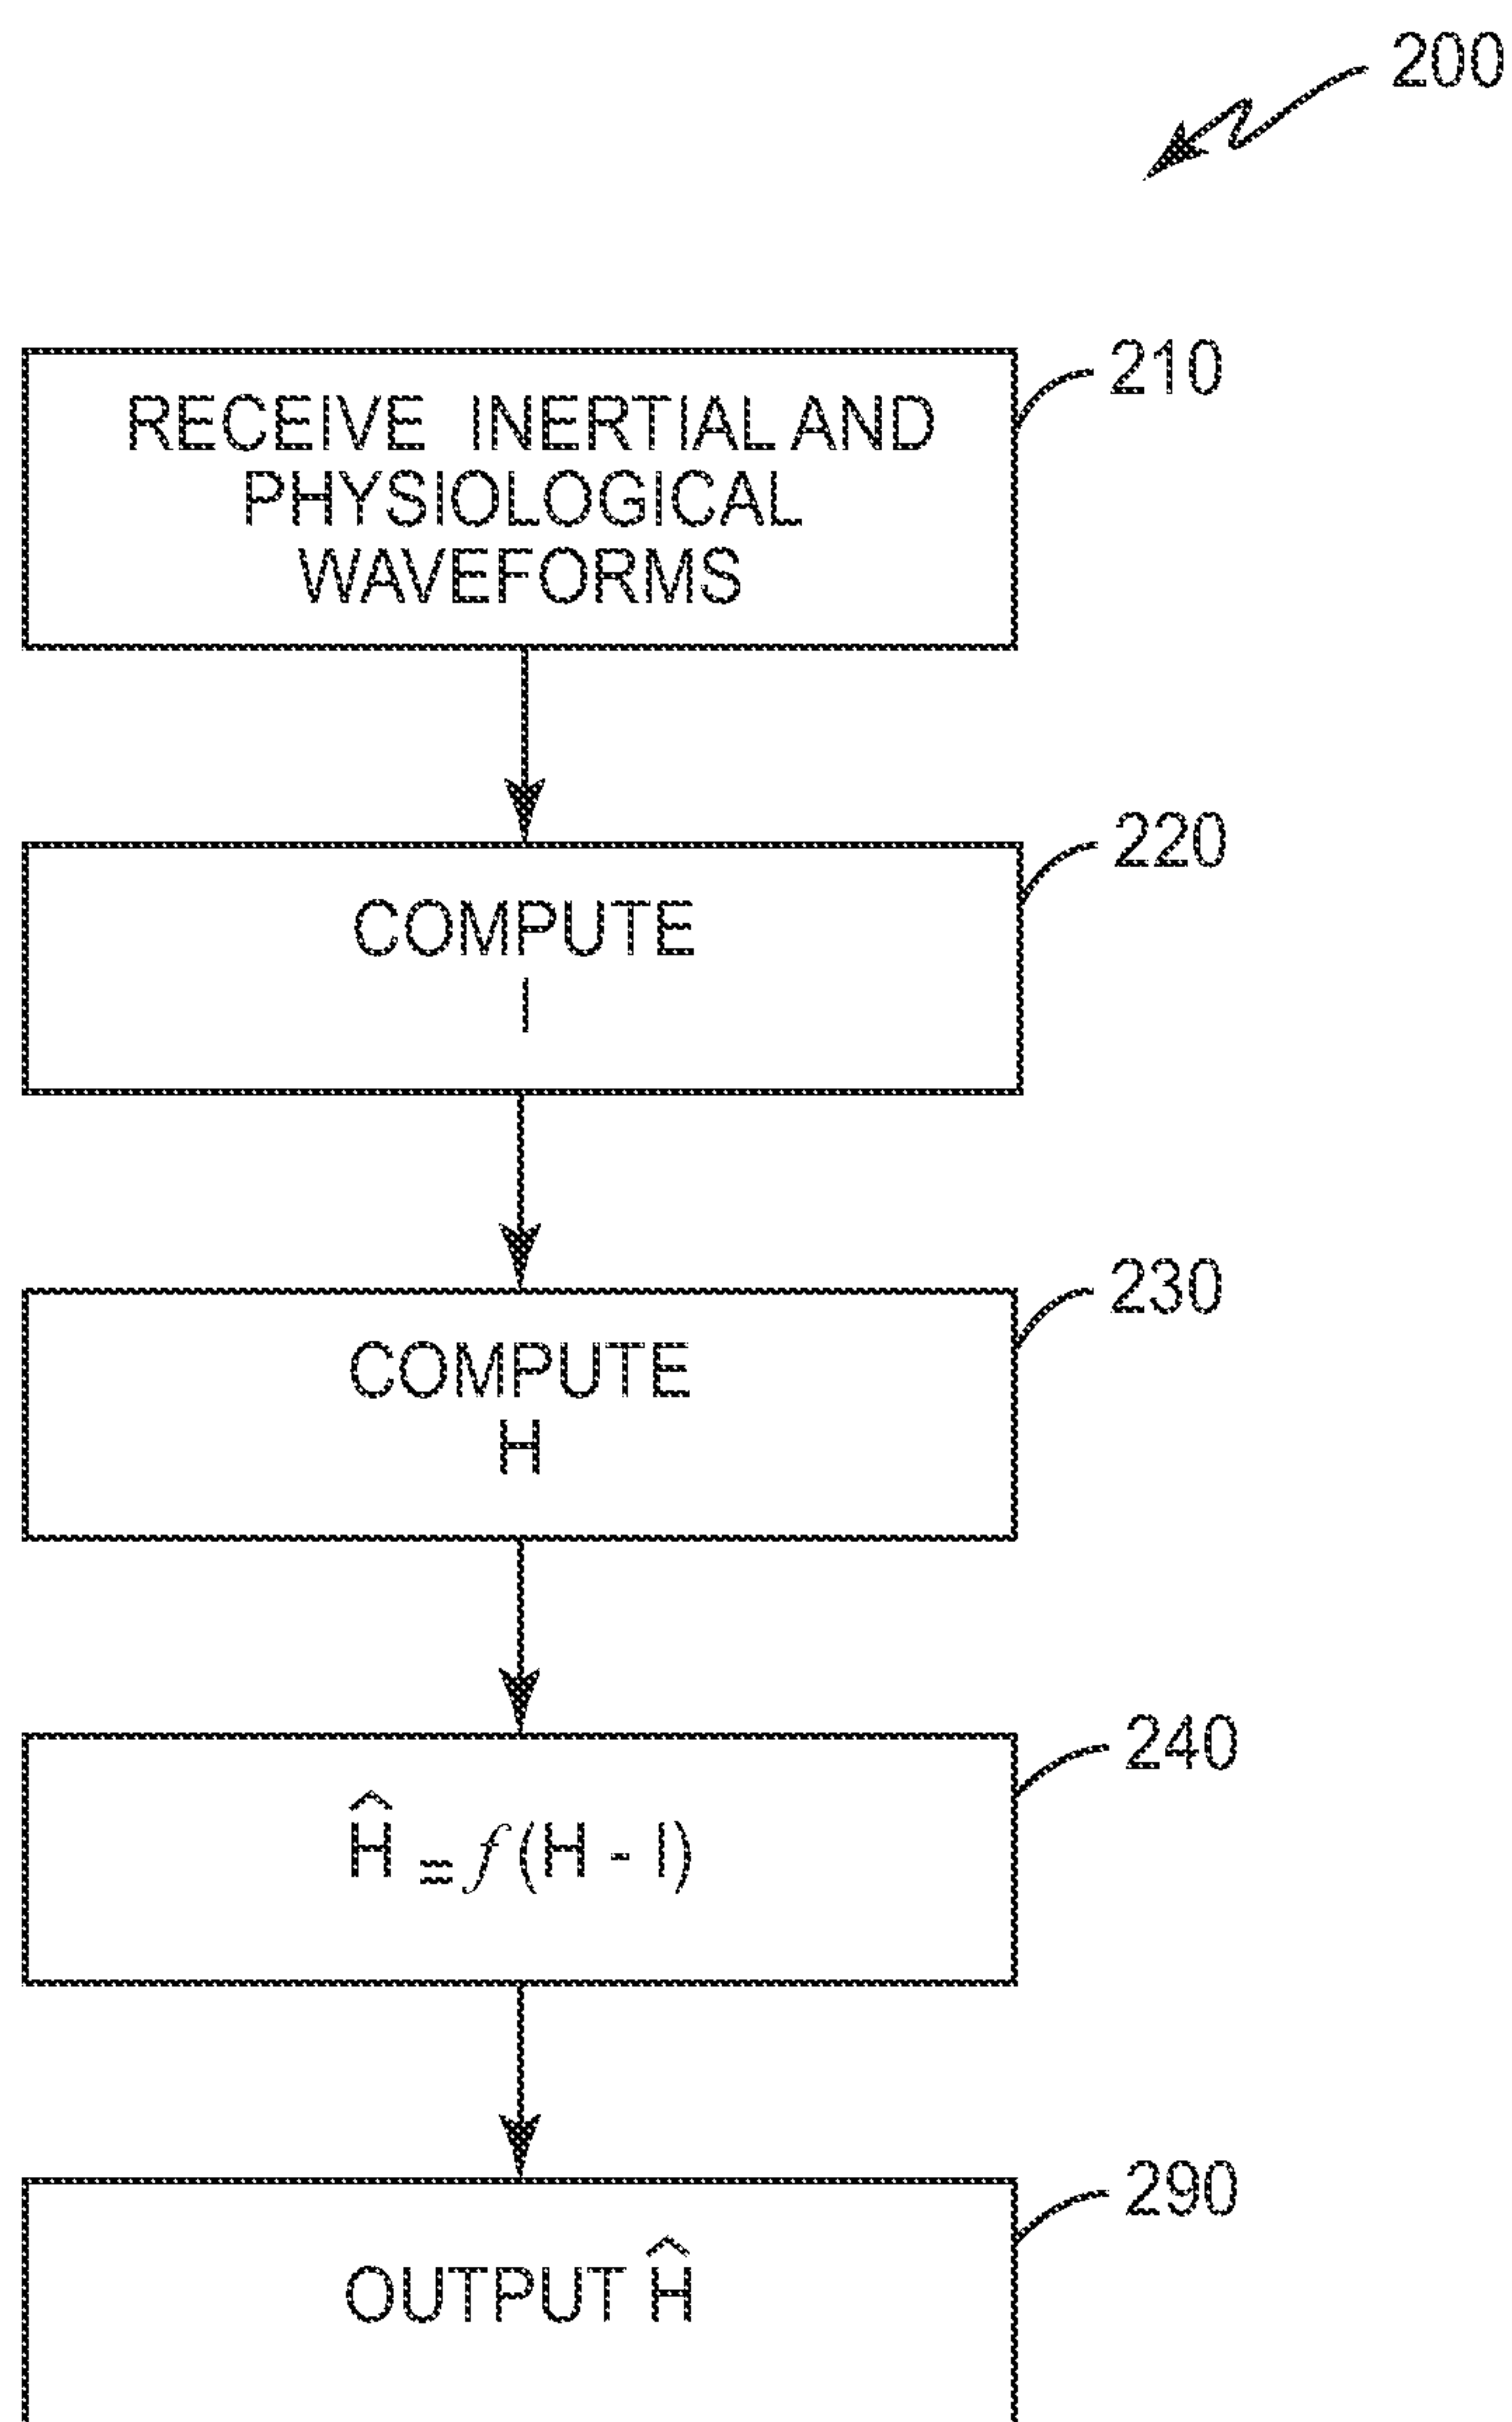 200
210
RECEIVE INERTIAL AND
PHYSIOLOGICAL
WAVEFORMS
220
COMPUTE
I
230
COMPUTE
H
240
Ĥ = f (H - I)
290
OUTPUT Ĥ